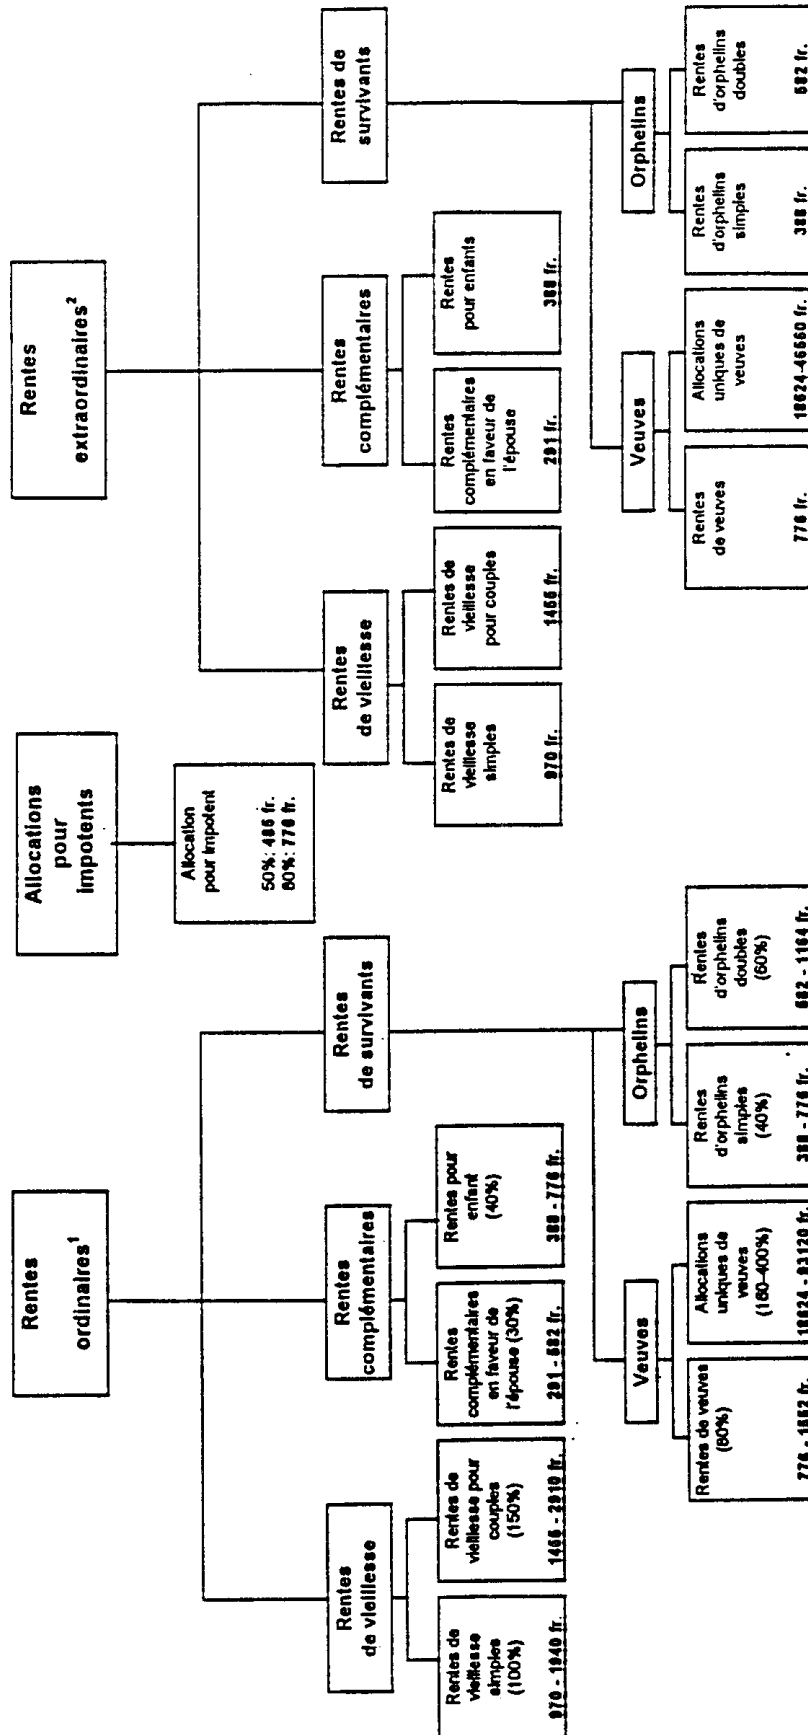 Rentes
ordinaires¹
Allocations
pour
impotents
Rentes
extraordinaires²
Allocation
pour impotent
50%: 485 fr.
80%: 776 fr.
Rentes
de vieillesse
Rentes
complémentaires
Rentes
de survivants
Rentes
de vieillesse
Rentes
complémentaires
Rentes de
survivants
Rentes de
vieillesse
simples
(100%)
970 - 1940 fr.
Rentes de
vieillesse pour
couples
(150%)
1455 - 2910 fr.
Rentes
complémentaires
en faveur de
l'épouse (30%)
291 - 582 fr.
Rentes pour
enfant
(40%)
388 - 776 fr.
Rentes de
vieillesse
simples
970 fr.
Rentes de
vieillesse
pour couples
1455 fr.
Rentes
complémentaires
en faveur de
l'épouse
291 fr.
Rentes
pour enfants
388 fr.
Veuves
Orphelins
Veuves
Orphelins
Rentes de veuves
(80%)
776 - 1552 fr.
Allocations
uniques de
veuves
(160-400%)
18624 - 93120 fr.
Rentes
d'orphelins
simples
(40%)
388 - 776 fr.
Rentes
d'orphelins
doubles
(60%)
582 - 1164 fr.
Rentes
de veuves
776 fr.
Allocations
uniques de
veuves
18624-46560 fr.
Rentes
d'orphelins
simples
388 fr.
Rentes
d'orphelins
doubles
582 fr.